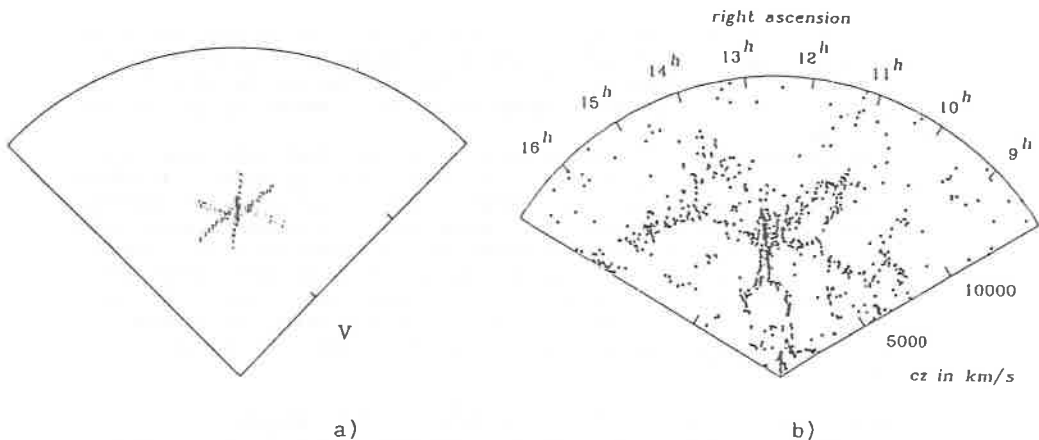 V
a)
right ascension
16h
15h
14h
13h
12h
11h
10h
9h
10000
5000
cz in km/s
b)